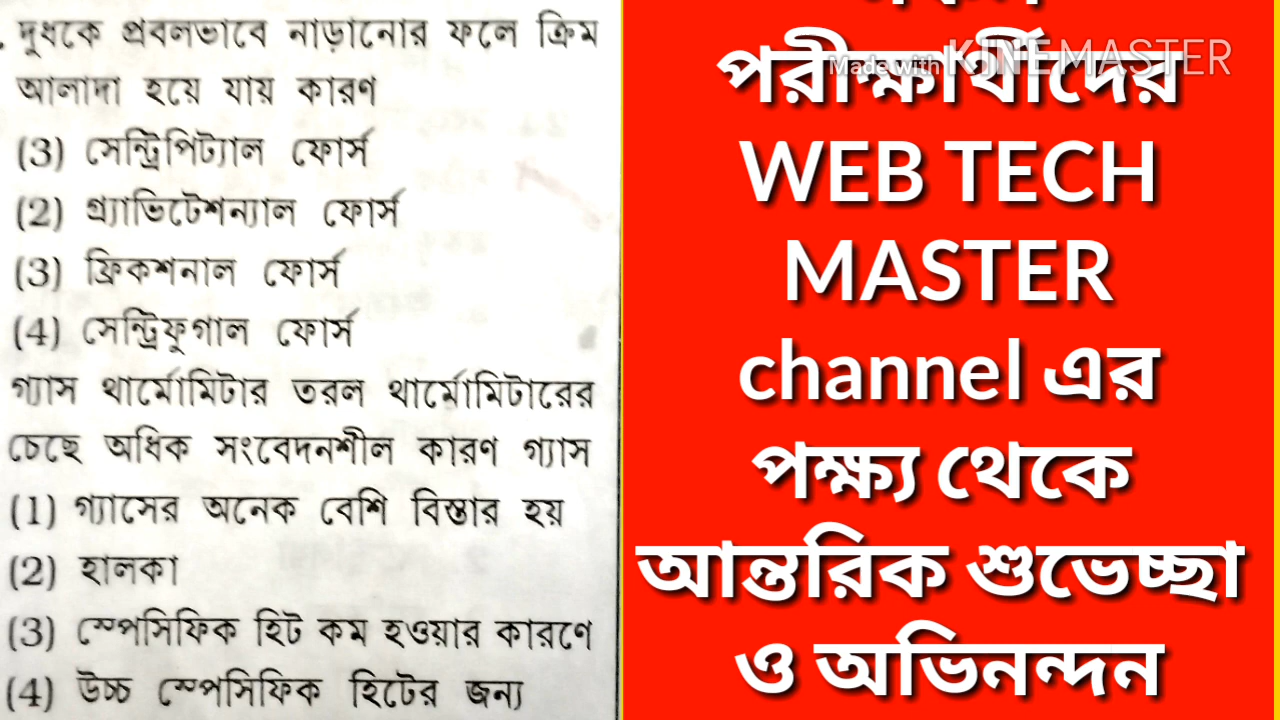 দুধকে প্রবলভাবে নাড়ানোর ফলে ক্রিম
আলাদা হয়ে যায় কারণ
(3) সেন্ট্রিপিট্যাল ফোর্স
(2) গ্র্যাভিটেশন্যাল ফোর্স
(3) ফ্রিকশনাল ফোর্স
(4) সেন্ট্রিফুগাল ফোর্স
গ্যাস থার্মোমিটার তরল থার্মোমিটারের
চেছে অধিক সংবেদনশীল কারণ গ্যাস
(1) গ্যাসের অনেক বেশি বিস্তার হয়
(2) হালকা
(3) স্পেসিফিক হিট কম হওয়ার কারণে
(4) উচ্চ স্পেসিফিক হিটের জন্য
Made with KINEMASTER
পরীক্ষার্থীদের
WEB TECH
MASTER
channel এর
পক্ষ্য থেকে
আন্তরিক শুভেচ্ছা
ও অভিনন্দন